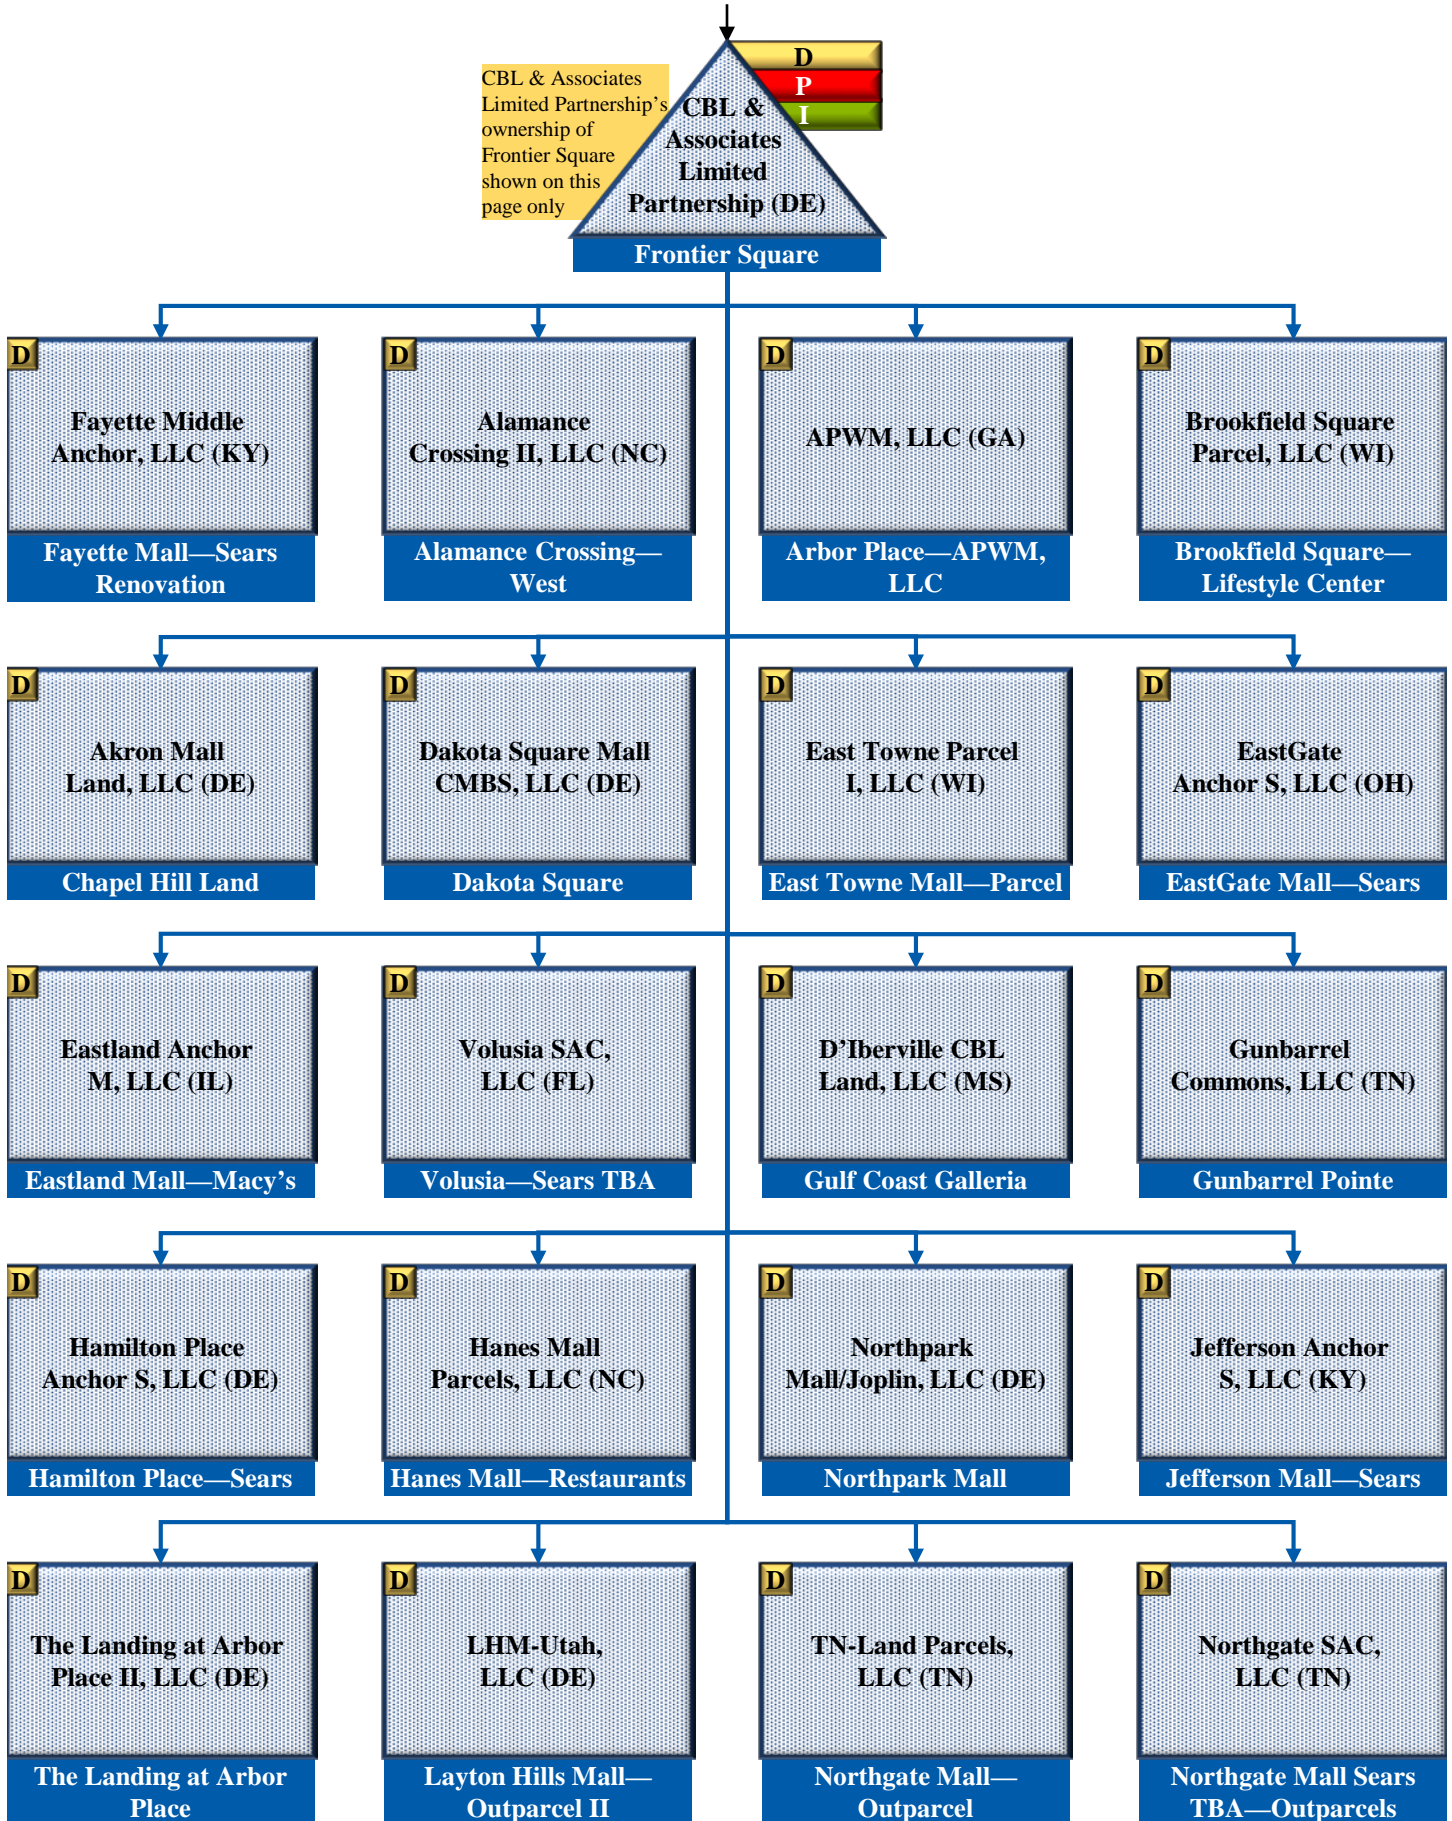 D
P
I
CBL & Associates
Limited Partnership's
ownership of
Frontier Square
shown on this
page only
CBL &
Associates
Limited
Partnership (DE)
Frontier Square
D
Fayette Middle
Anchor, LLC (KY)
Fayette Mall—Sears
Renovation
D
Alamance
Crossing II, LLC (NC)
Alamance Crossing—
West
D
APWM, LLC (GA)
Arbor Place—APWM,
LLC
D
Brookfield Square
Parcel, LLC (WI)
Brookfield Square—
Lifestyle Center
D
Akron Mall
Land, LLC (DE)
Chapel Hill Land
D
Dakota Square Mall
CMBS, LLC (DE)
Dakota Square
D
East Towne Parcel
I, LLC (WI)
East Towne Mall—Parcel
D
EastGate
Anchor S, LLC (OH)
EastGate Mall—Sears
D
Eastland Anchor
M, LLC (IL)
Eastland Mall—Macy's
D
Volusia SAC,
LLC (FL)
Volusia—Sears TBA
D
D'Iberville CBL
Land, LLC (MS)
Gulf Coast Galleria
D
Gunbarrel
Commons, LLC (TN)
Gunbarrel Pointe
D
Hamilton Place
Anchor S, LLC (DE)
Hamilton Place—Sears
D
Hanes Mall
Parcels, LLC (NC)
Hanes Mall—Restaurants
D
Northpark
Mall/Joplin, LLC (DE)
Northpark Mall
D
Jefferson Anchor
S, LLC (KY)
Jefferson Mall—Sears
D
The Landing at Arbor
Place II, LLC (DE)
The Landing at Arbor
Place
D
LHM-Utah,
LLC (DE)
Layton Hills Mall—
Outparcel II
D
TN-Land Parcels,
LLC (TN)
Northgate Mall—
Outparcel
D
Northgate SAC,
LLC (TN)
Northgate Mall Sears
TBA—Outparcels